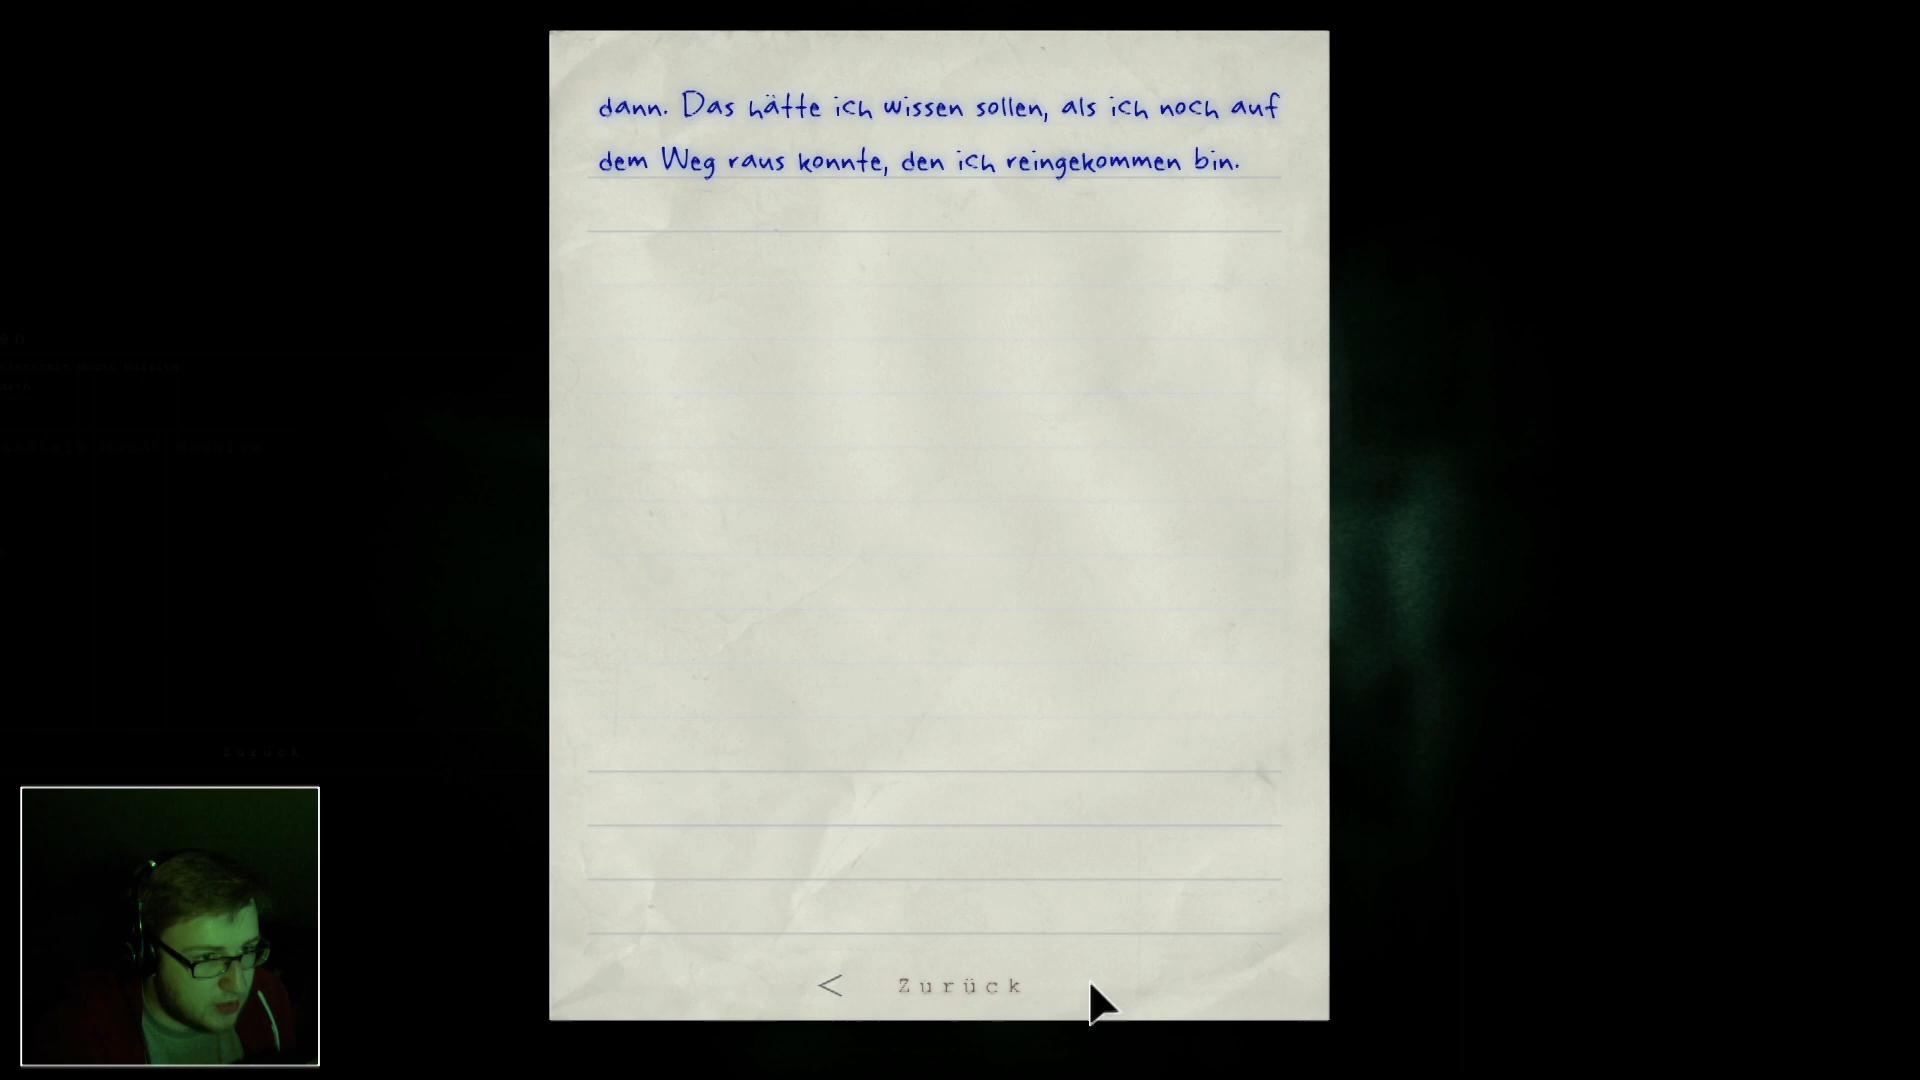 dann. Das hätte ich wissen sollen, als ich noch auf
dem Weg raus konnte, den ich reingekommen bin.
< Zurück
Zurück